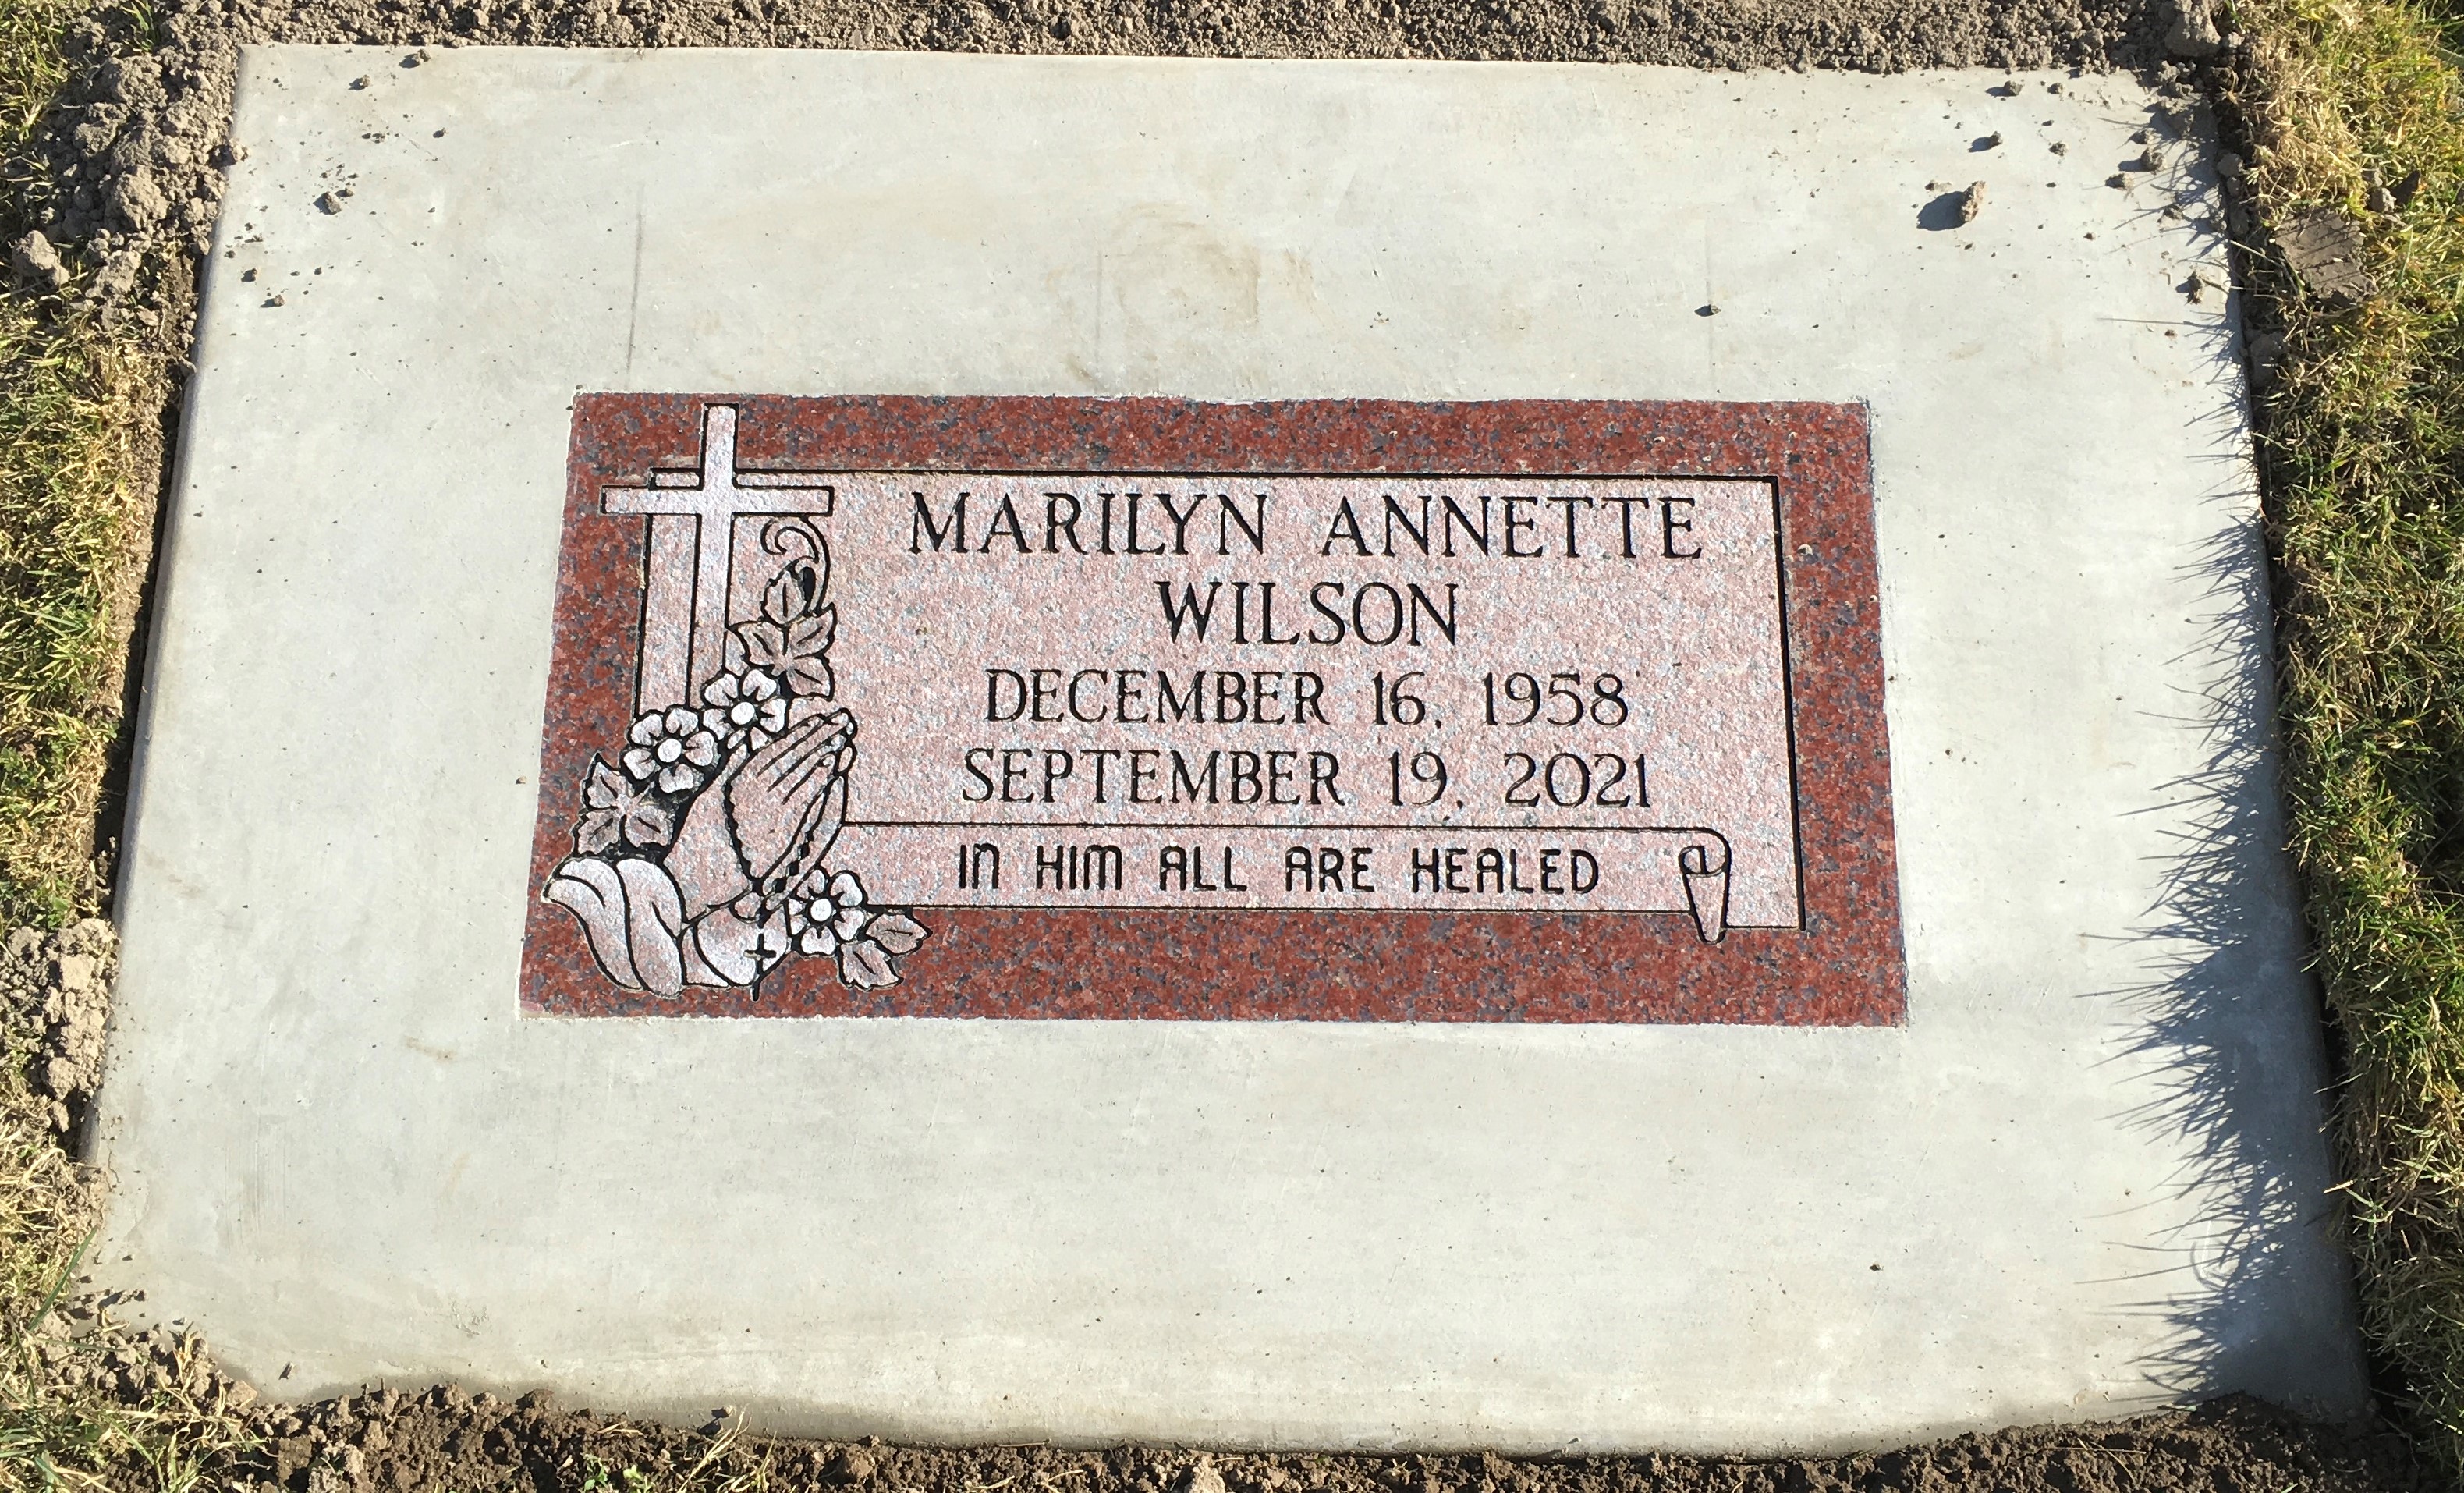 MARILYN ANNETTE
WILSON
DECEMBER 16, 1958
SEPTEMBER 19, 2021
IN HIM ALL ARE HEALED